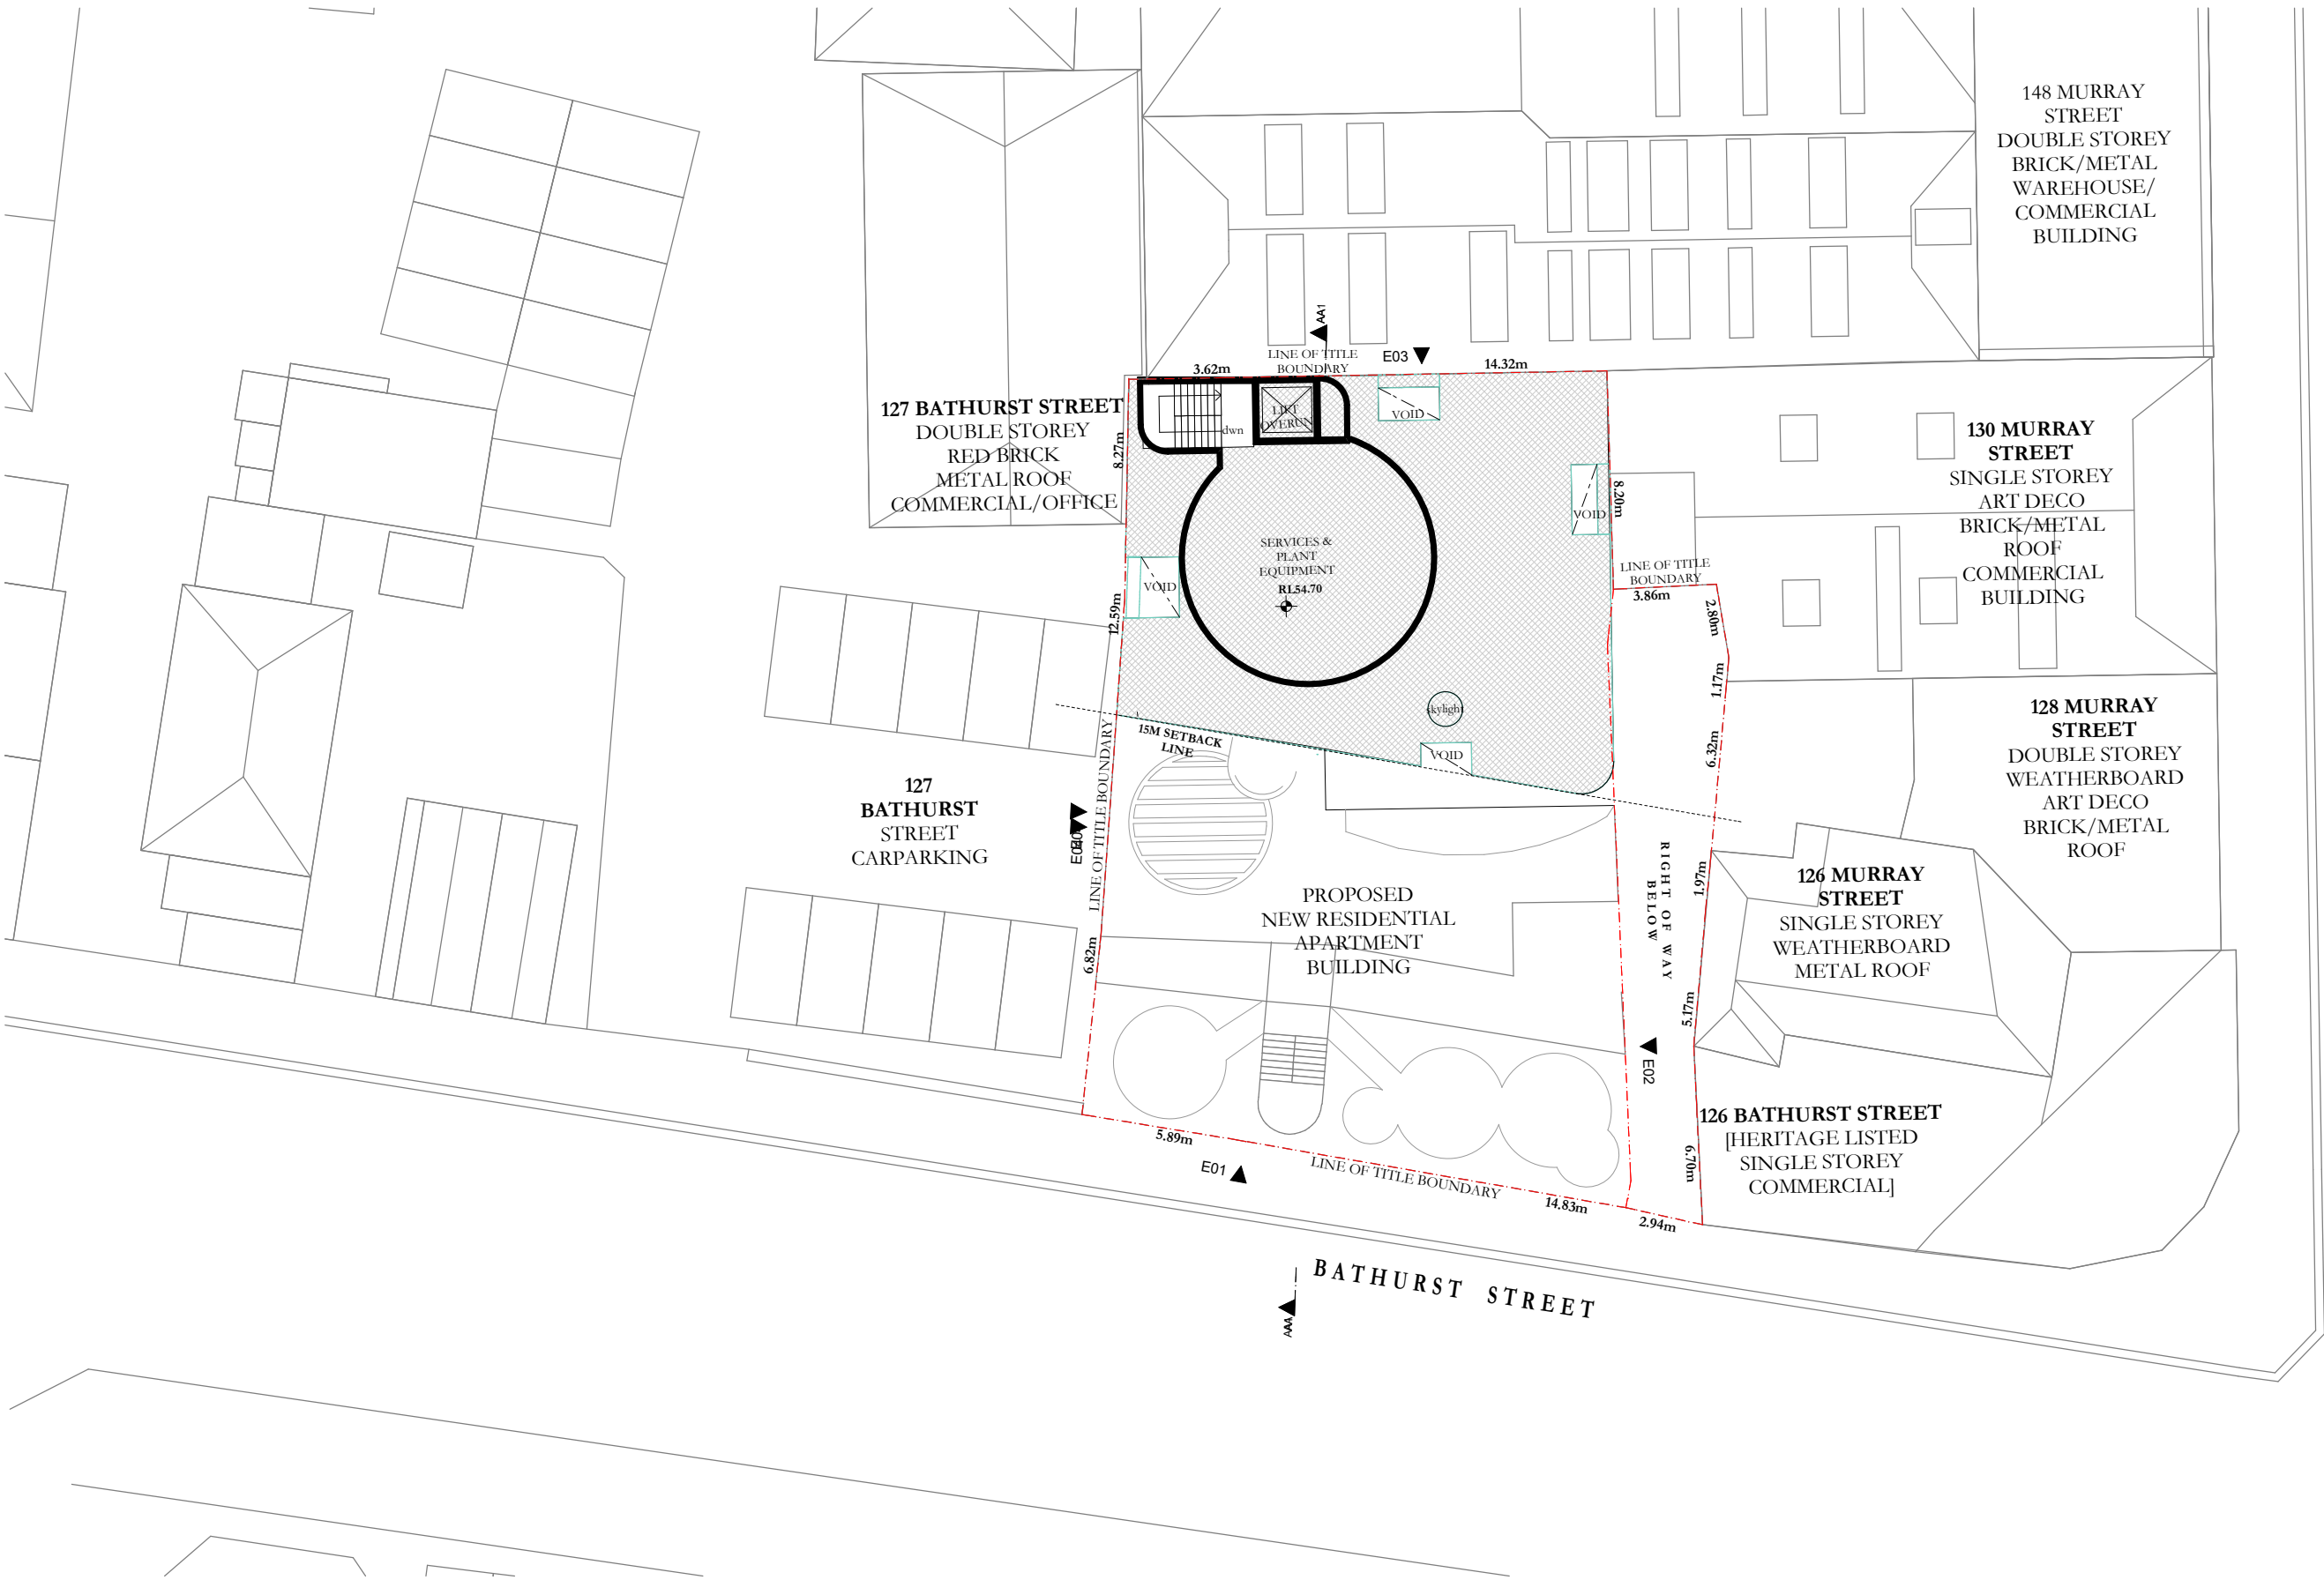 148 MURRAY
STREET
DOUBLE STOREY
BRICK/METAL
WAREHOUSE/
COMMERCIAL
BUILDING
AA1
LINE OF TITLE
BOUNDARY
E03
3.62m
14.32m
127 BATHURST STREET
DOUBLE STOREY
RED BRICK
METAL ROOF
COMMERCIAL/OFFICE
8.27m
dwn
LIFT
OVERUN
VOID
VOID
8.20m
130 MURRAY
STREET
SINGLE STOREY
ART DECO
BRICK/METAL
ROOF
COMMERCIAL
BUILDING
SERVICES &
PLANT
EQUIPMENT
RL54.70
VOID
12.59m
LINE OF TITLE
BOUNDARY
3.86m
2.80m
1.17m
6.32m
skylight
VOID
15M SETBACK
LINE
LINE OF TITLE BOUNDARY
128 MURRAY
STREET
DOUBLE STOREY
WEATHERBOARD
ART DECO
BRICK/METAL
ROOF
127
BATHURST
STREET
CARPARKING
RIGHT OF WAY
BELOW
1.97m
126 MURRAY
STREET
SINGLE STOREY
WEATHERBOARD
METAL ROOF
PROPOSED
NEW RESIDENTIAL
APARTMENT
BUILDING
6.82m
5.17m
E02
126 BATHURST STREET
[HERITAGE LISTED
SINGLE STOREY
COMMERCIAL]
6.70m
5.89m
E01
LINE OF TITLE BOUNDARY
14.83m
2.94m
BATHURST STREET